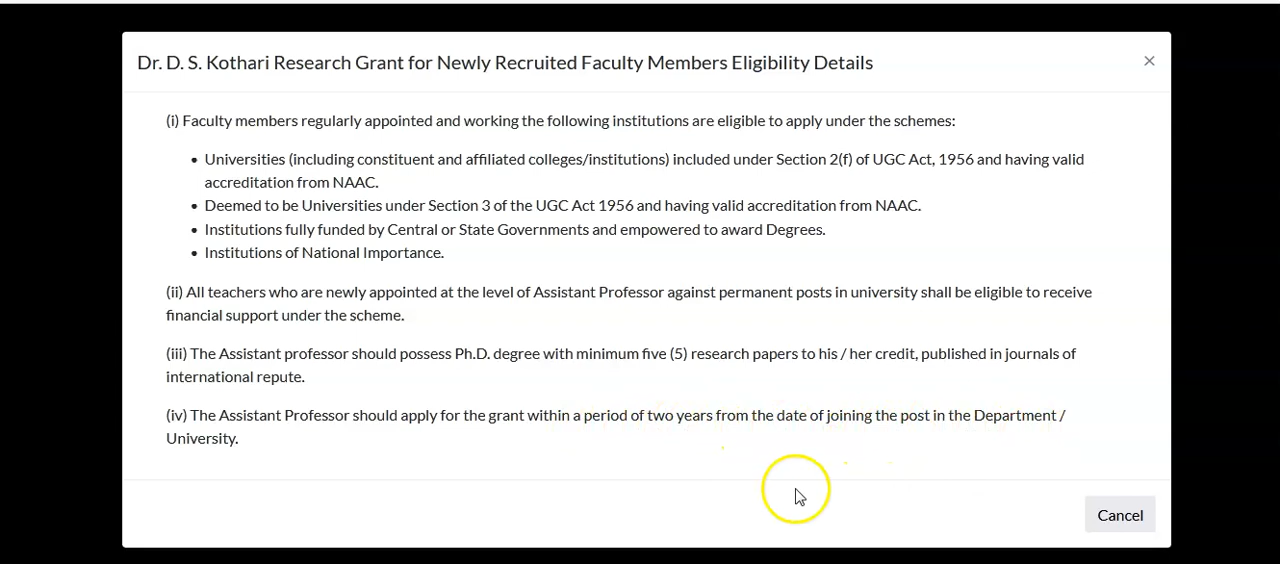 Dr. D. S. Kothari Research Grant for Newly Recruited Faculty Members Eligibility Details
×
(i) Faculty members regularly appointed and working the following institutions are eligible to apply under the schemes:
• Universities (including constituent and affiliated colleges/institutions) included under Section 2(f) of UGC Act, 1956 and having valid
accreditation from NAAC.
• Deemed to be Universities under Section 3 of the UGC Act 1956 and having valid accreditation from NAAC.
• Institutions fully funded by Central or State Governments and empowered to award Degrees.
• Institutions of National Importance.
(ii) All teachers who are newly appointed at the level of Assistant Professor against permanent posts in university shall be eligible to receive
financial support under the scheme.
(iii) The Assistant professor should possess Ph.D. degree with minimum five (5) research papers to his / her credit, published in journals of
international repute.
(iv) The Assistant Professor should apply for the grant within a period of two years from the date of joining the post in the Department /
University.
Cancel